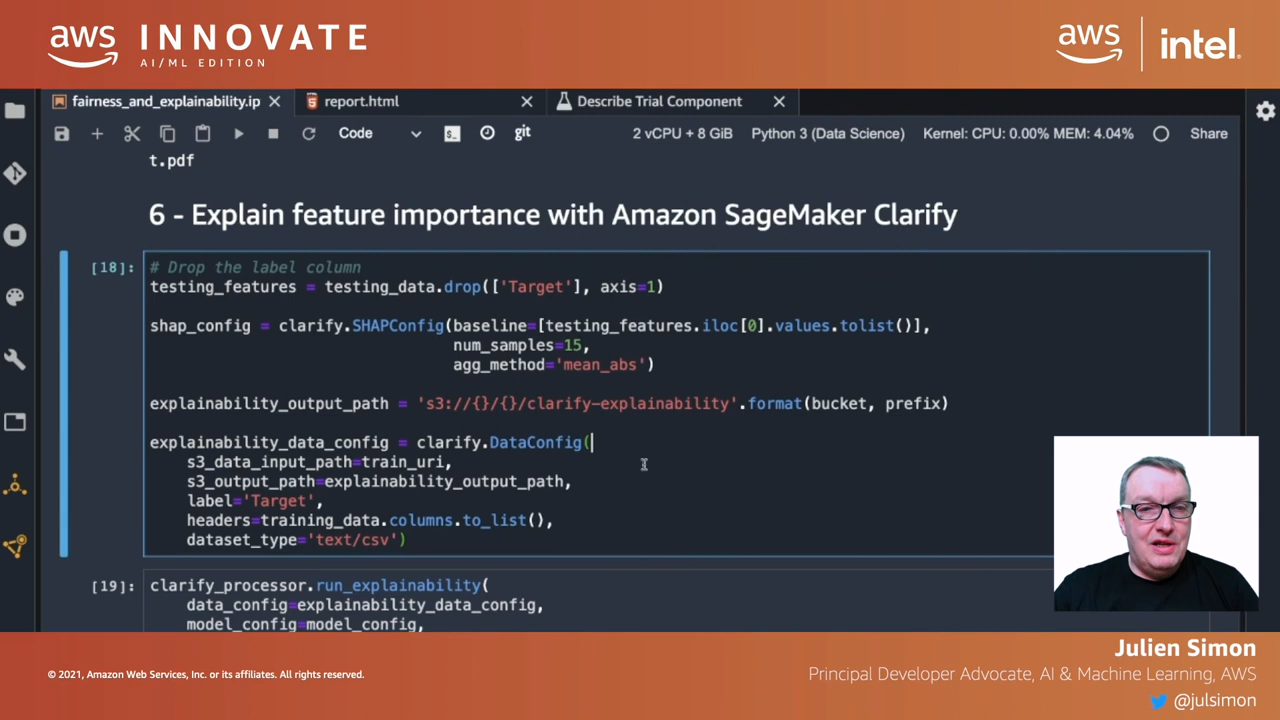 aws INNOVATE
AI/ML EDITION
aws intel.
fairness_and_explainability.ip report.html Describe Trial Component
Code git 2 vCPU + 8 GiB Python 3 (Data Science) Kernel: CPU: 0.00% MEM: 4.04% Share
t.pdf
6 - Explain feature importance with Amazon SageMaker Clarify
[18]: # Drop the label column
testing_features = testing_data.drop(['Target'], axis=1)
shap_config = clarify.SHAPConfig(baseline=[testing_features.iloc[0].values.tolist()],
num_samples=15,
agg_method='mean_abs')
explainability_output_path = 's3://{}/{}/clarify-explainability'.format(bucket, prefix)
explainability_data_config = clarify.DataConfig(
s3_data_input_path=train_uri,
s3_output_path=explainability_output_path,
label='Target',
headers=training_data.columns.to_list(),
dataset_type='text/csv')
[19]: clarify_processor.run_explainability(
data_config=explainability_data_config,
model_config=model_config,
Julien Simon
© 2021, Amazon Web Services, Inc. or its affiliates. All rights reserved.
Principal Developer Advocate, AI & Machine Learning, AWS
@julsimon